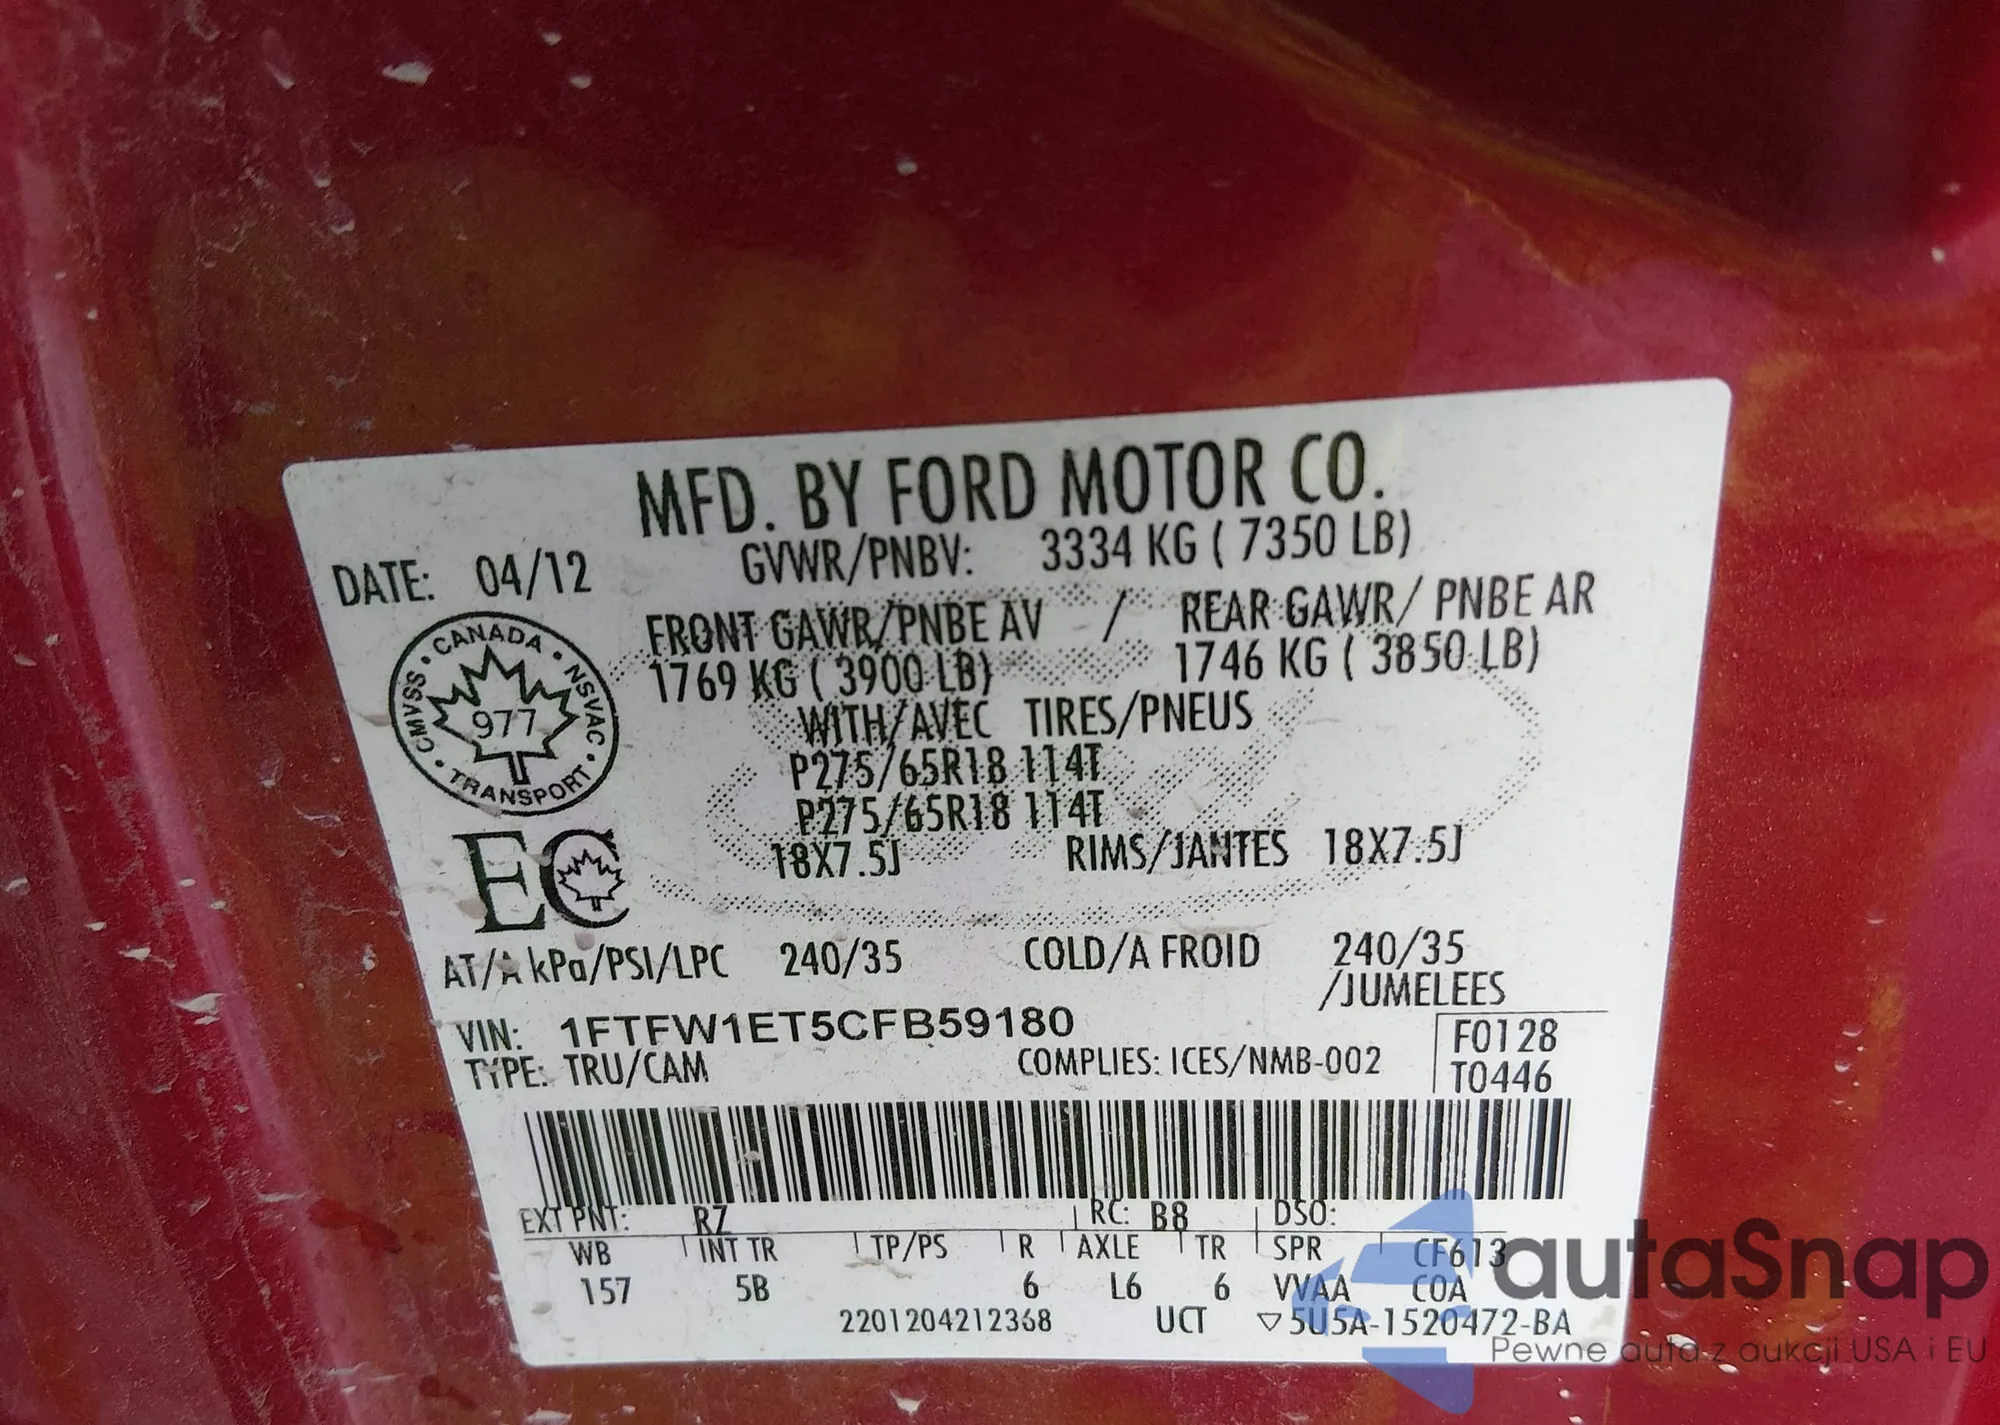 MFD. BY FORD MOTOR CO.
DATE: 04/12
GVWR/PNBV: 3334 KG ( 7350 LB)
FRONT GAWR/PNBE AV / REAR GAWR/ PNBE AR
1769 KG ( 3900 LB) 1746 KG ( 3850 LB)
WITH/AVEC TIRES/PNEUS
P275/65R18 114T
P275/65R18 114T
18X7.5J RIMS/JANTES 18X7.5J
CANADA • NSVAC • TRANSPORT • CMVSS •
977
EC
AT/A kPa/PSI/LPC 240/35 COLD/A FROID 240/35
/JUMELEES
VIN: 1FTFW1ET5CFB59180
TYPE: TRU/CAM COMPLIES: ICES/NMB-002
F0128
T0446
EXT PNT: RZ RC: B8 DSO:
WB INT TR TP/PS R AXLE TR SPR CF613
157 5B 6 L6 6 VVAA COA
2201204212368 UCT ▽5U5A-1520472-BA
autaSnap
Pewne auta z aukcji USA i EU